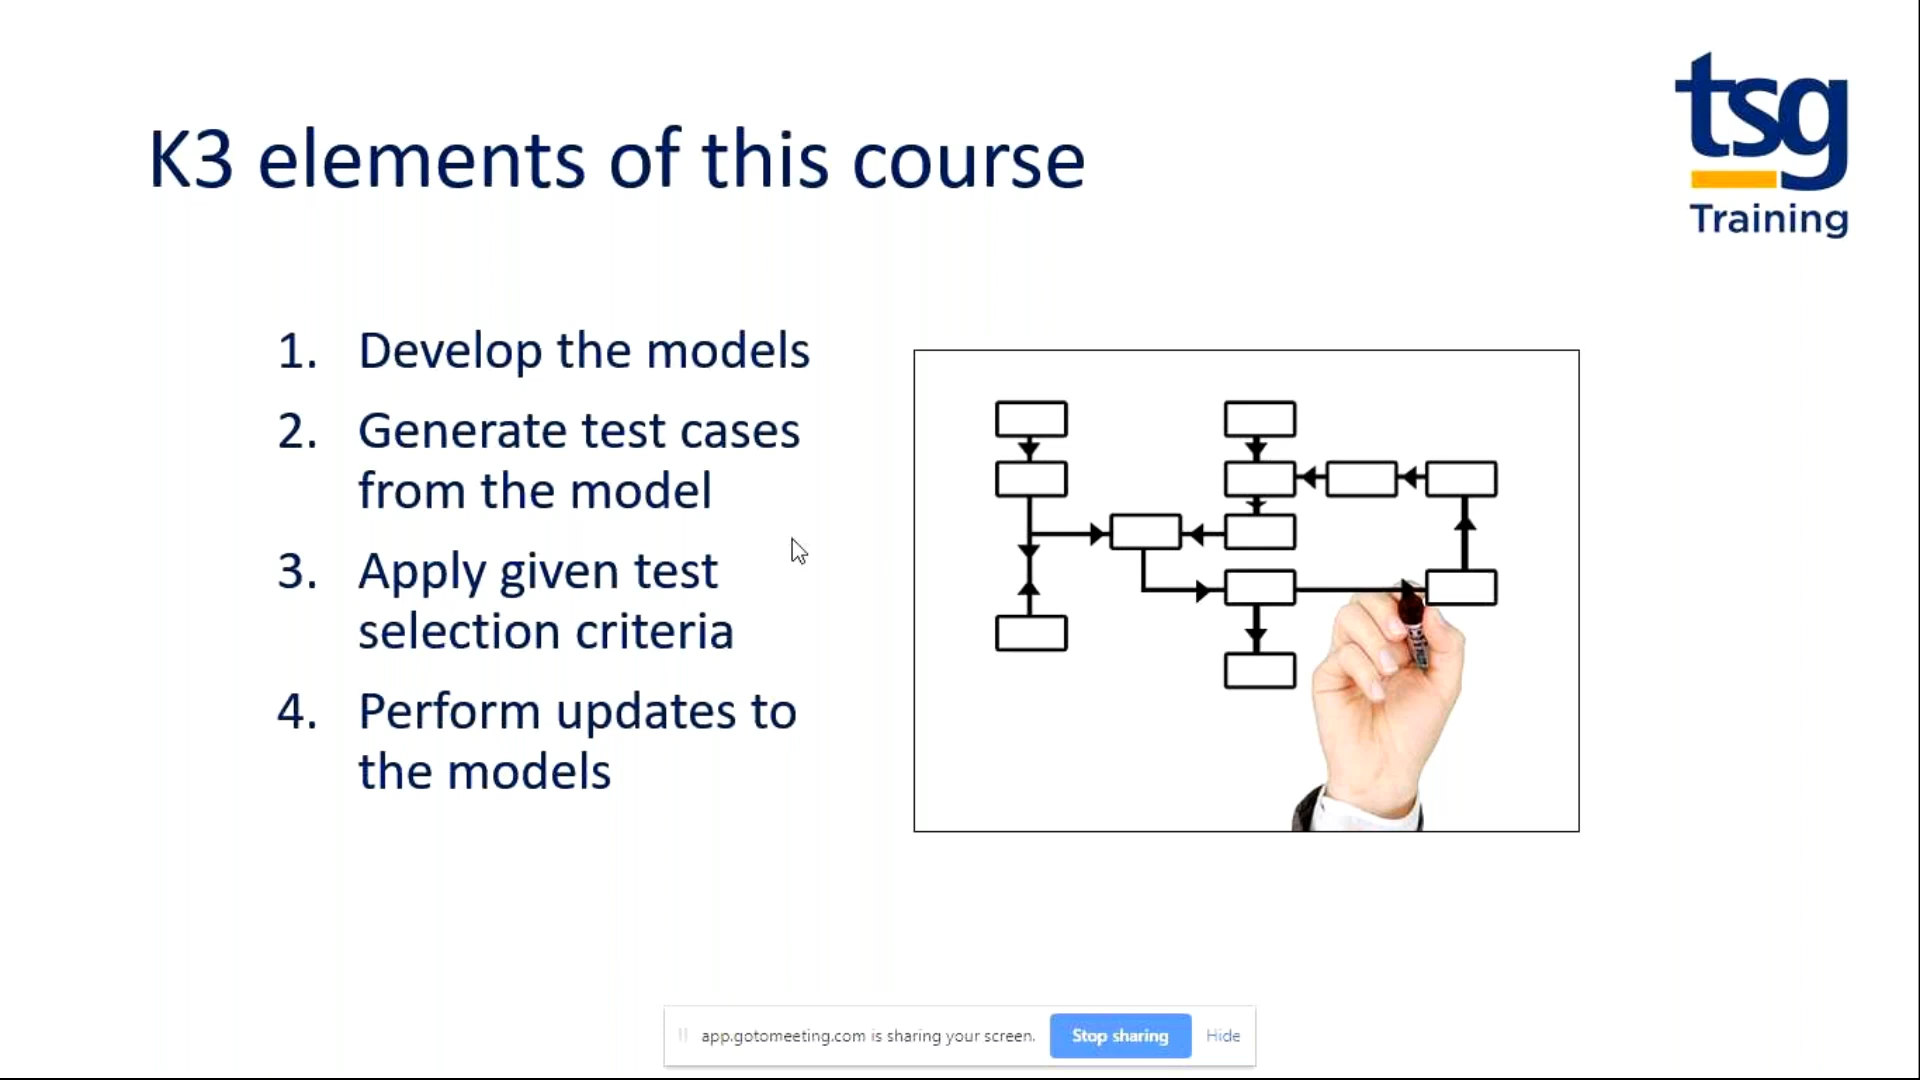 K3 elements of this course
tsg
Training
1. Develop the models
2. Generate test cases
from the model
3. Apply given test
selection criteria
4. Perform updates to
the models
app.gotomeeting.com is sharing your screen.
Stop sharing
Hide